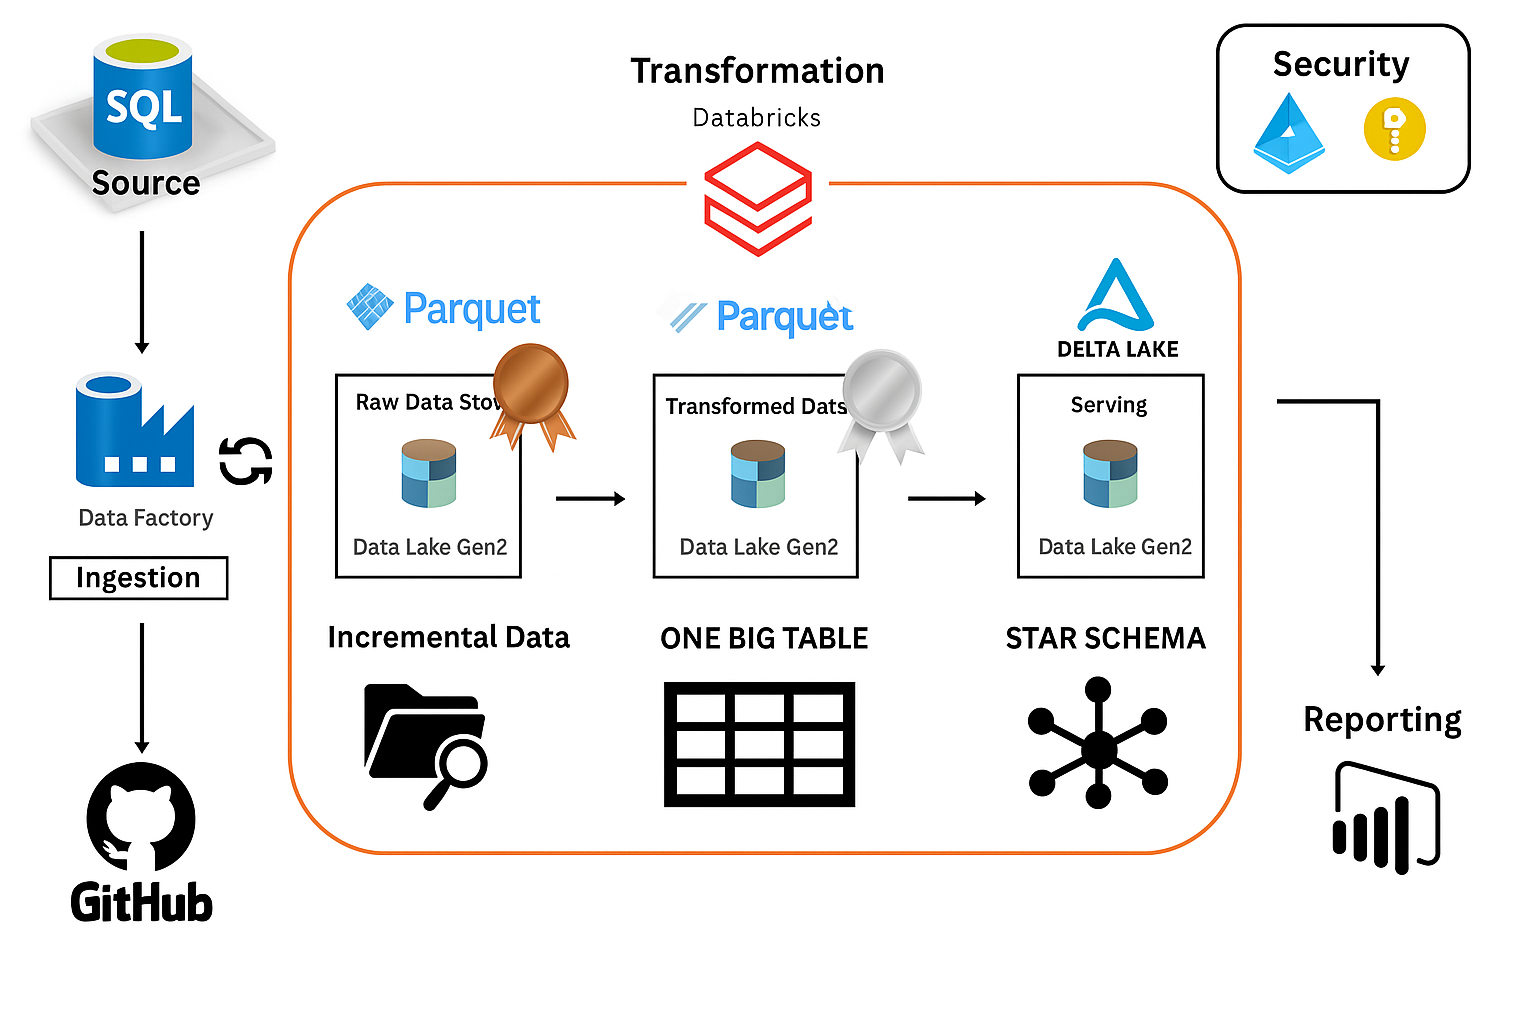 SQL
Source
Data Factory
Ingestion
GitHub
Transformation
Databricks
Parquet
Raw Data Stov
Data Lake Gen2
Incremental Data
Parquet
Transformed Dats
Data Lake Gen2
ONE BIG TABLE
DELTA LAKE
Serving
Data Lake Gen2
STAR SCHEMA
Security
Reporting